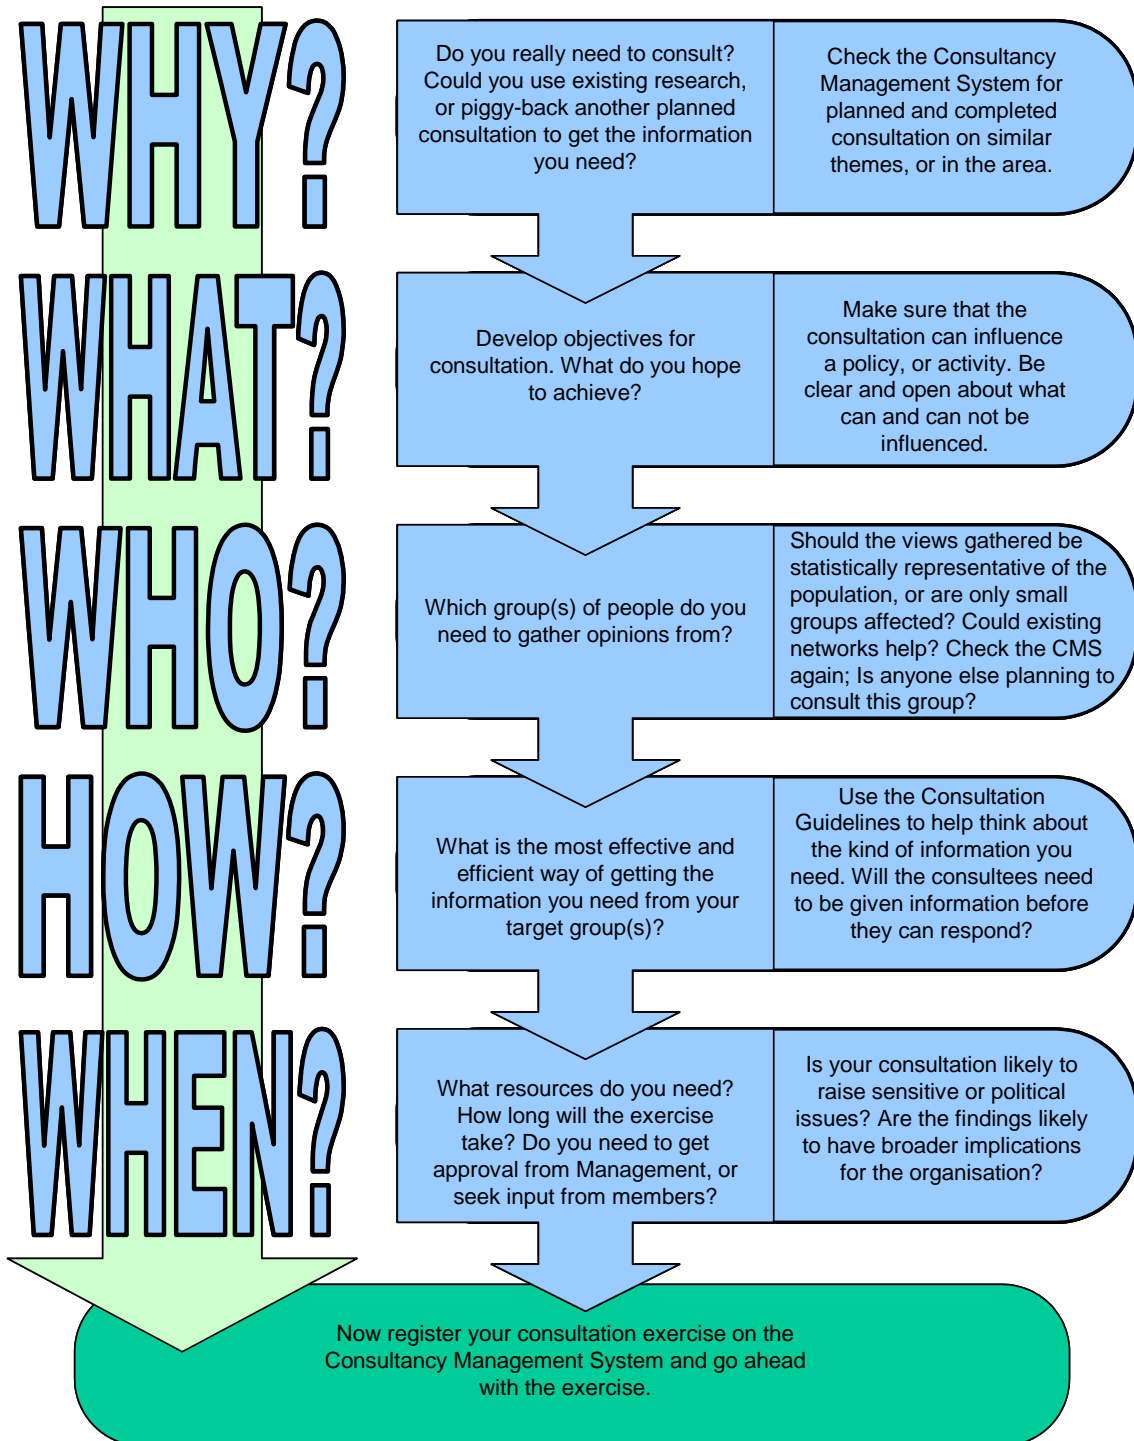 WHY?
Do you really need to consult?
Could you use existing research,
or piggy-back another planned
consultation to get the information
you need?
Check the Consultancy
Management System for
planned and completed
consultation on similar
themes, or in the area.
WHAT?
Develop objectives for
consultation. What do you hope
to achieve?
Make sure that the
consultation can influence
a policy, or activity. Be
clear and open about what
can and can not be
influenced.
WHO?
Which group(s) of people do you
need to gather opinions from?
Should the views gathered be
statistically representative of the
population, or are only small
groups affected? Could existing
networks help? Check the CMS
again; Is anyone else planning to
consult this group?
HOW?
What is the most effective and
efficient way of getting the
information you need from your
target group(s)?
Use the Consultation
Guidelines to help think about
the kind of information you
need. Will the consultees need
to be given information before
they can respond?
WHEN?
What resources do you need?
How long will the exercise
take? Do you need to get
approval from Management, or
seek input from members?
Is your consultation likely to
raise sensitive or political
issues? Are the findings likely
to have broader implications
for the organisation?
Now register your consultation exercise on the
Consultancy Management System and go ahead
with the exercise.